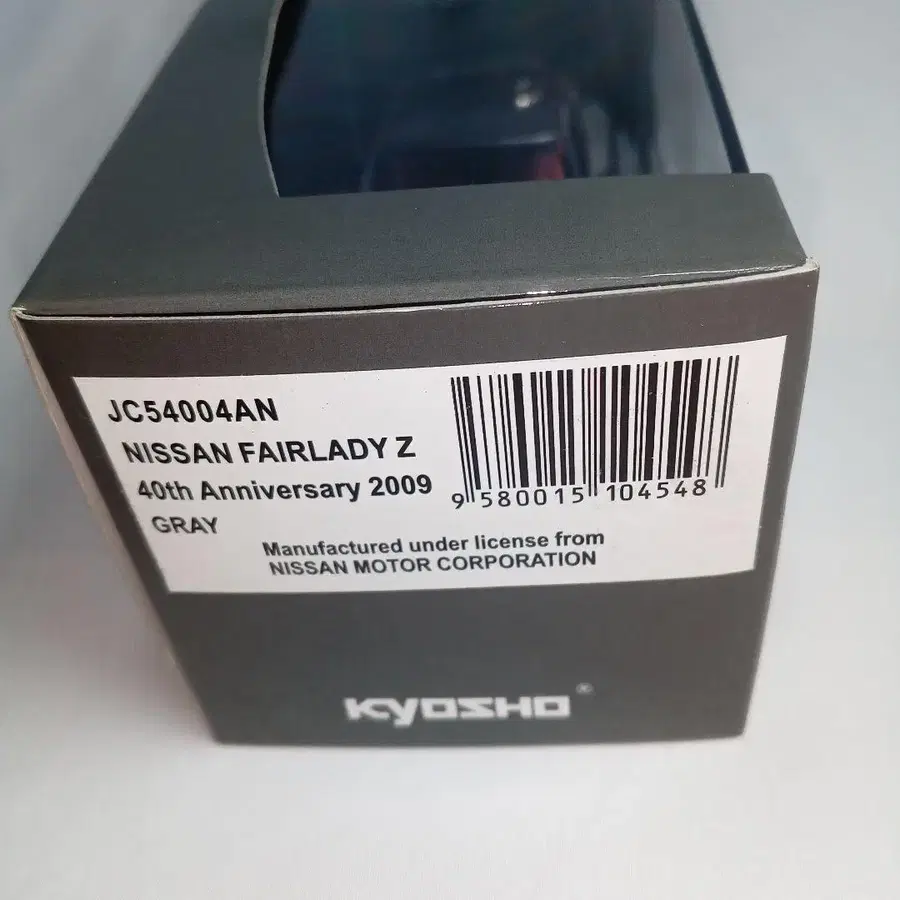 JC54004AN
NISSAN FAIRLADY Z
40th Anniversary 2009
GRAY
9 580015 104548
Manufactured under license from
NISSAN MOTOR CORPORATION
KYOSHO®